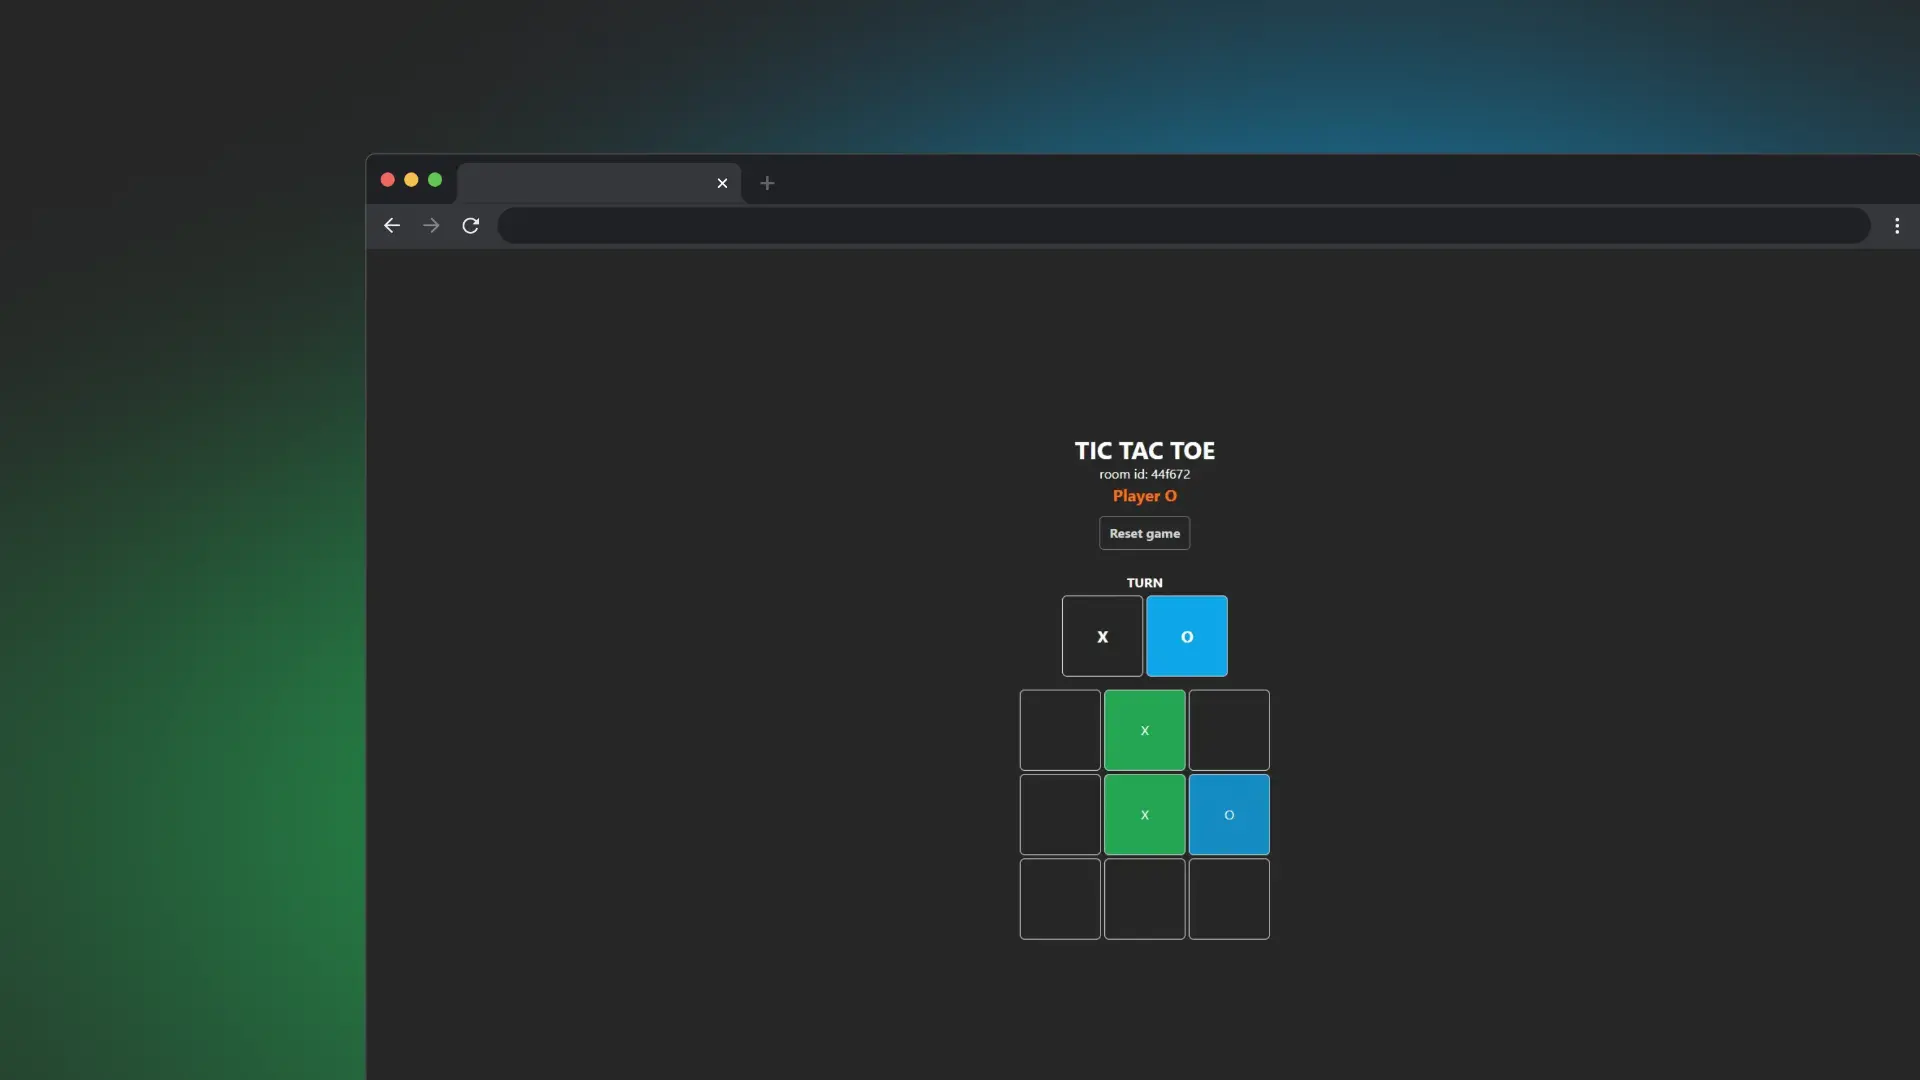 TIC TAC TOE
room id: 44f672
Player O
Reset game
TURN
X O
X
X O